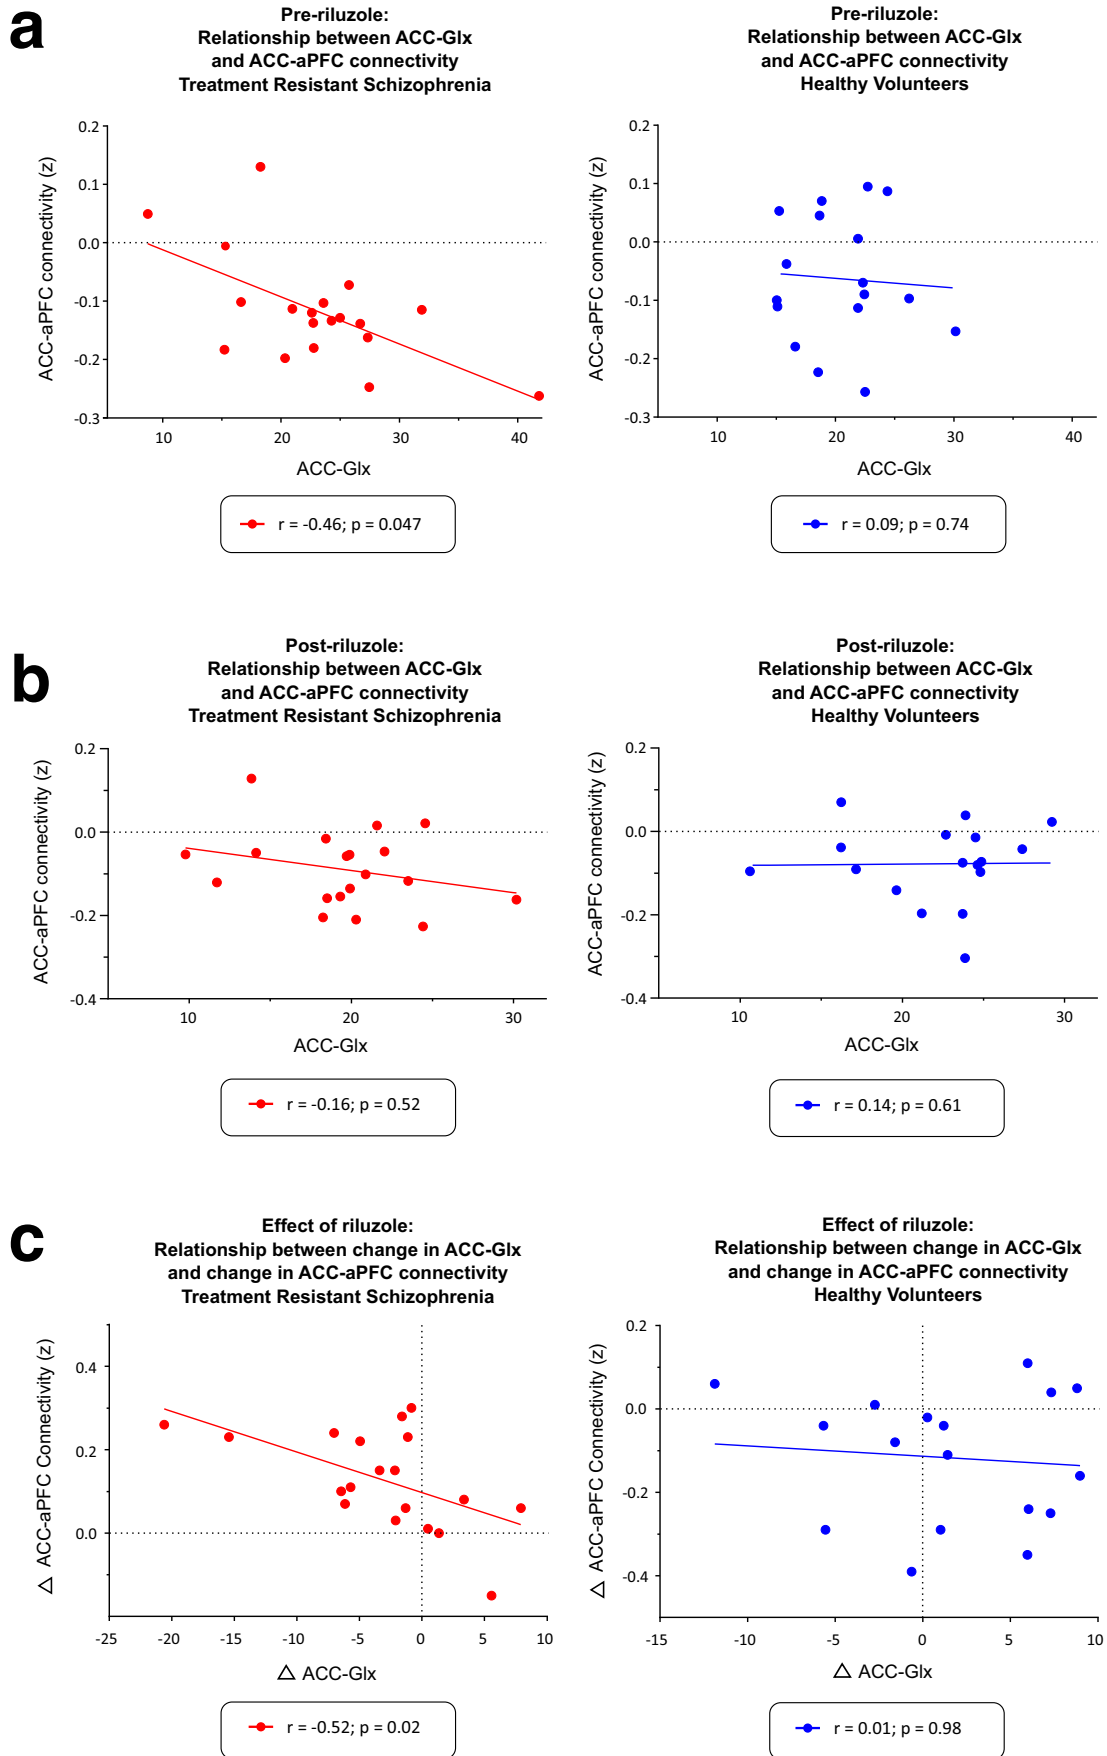 a
Pre-riluzole:
Relationship between ACC-Glx
and ACC-aPFC connectivity
Treatment Resistant Schizophrenia
ACC-aPFC connectivity (z)
0.2
0.1
0.0
-0.1
-0.2
-0.3
10 20 30 40
ACC-Glx
r = -0.46; p = 0.047
Pre-riluzole:
Relationship between ACC-Glx
and ACC-aPFC connectivity
Healthy Volunteers
ACC-aPFC connectivity (z)
0.2
0.1
0.0
-0.1
-0.2
-0.3
10 20 30 40
ACC-Glx
r = 0.09; p = 0.74
b
Post-riluzole:
Relationship between ACC-Glx
and ACC-aPFC connectivity
Treatment Resistant Schizophrenia
ACC-aPFC connectivity (z)
0.2
0.0
-0.2
-0.4
10 20 30
ACC-Glx
r = -0.16; p = 0.52
Post-riluzole:
Relationship between ACC-Glx
and ACC-aPFC connectivity
Healthy Volunteers
ACC-aPFC connectivity (z)
0.2
0.0
-0.2
-0.4
10 20 30
ACC-Glx
r = 0.14; p = 0.61
c
Effect of riluzole:
Relationship between change in ACC-Glx
and change in ACC-aPFC connectivity
Treatment Resistant Schizophrenia
△ ACC-aPFC Connectivity (z)
0.4
0.2
0.0
-25 -20 -15 -10 -5 0 5 10
△ ACC-Glx
r = -0.52; p = 0.02
Effect of riluzole:
Relationship between change in ACC-Glx
and change in ACC-aPFC connectivity
Healthy Volunteers
△ ACC-aPFC Connectivity (z)
0.2
0.0
-0.2
-0.4
-15 -10 -5 0 5 10
△ ACC-Glx
r = 0.01; p = 0.98